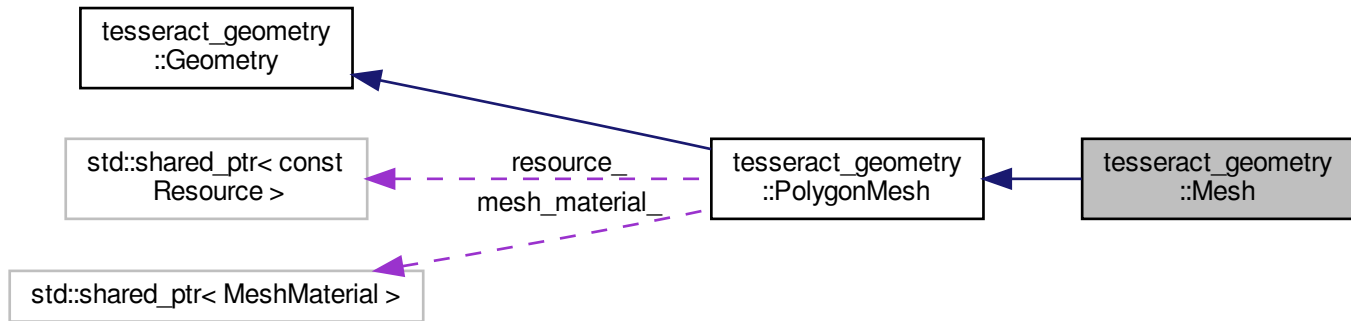 tesseract_geometry
::Geometry
std::shared_ptr< const
Resource >
resource_
mesh_material_
tesseract_geometry
::PolygonMesh
tesseract_geometry
::Mesh
std::shared_ptr< MeshMaterial >